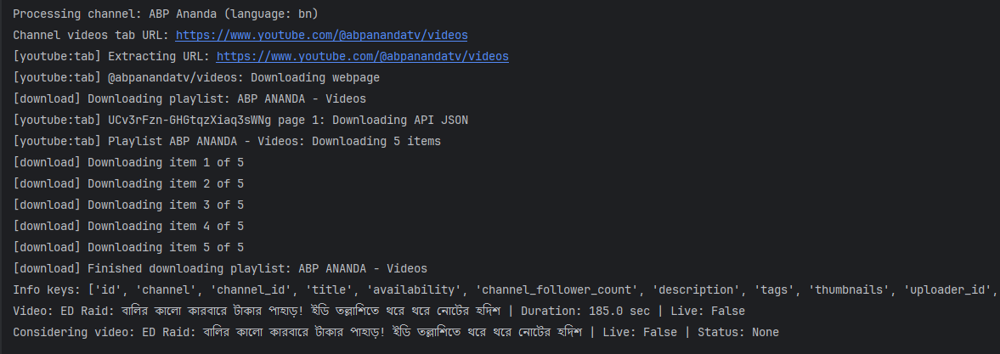 Processing channel: ABP Ananda (language: bn)
Channel videos tab URL: https://www.youtube.com/@abpanandatv/videos
[youtube:tab] Extracting URL: https://www.youtube.com/@abpanandatv/videos
[youtube:tab] @abpanandatv/videos: Downloading webpage
[download] Downloading playlist: ABP ANANDA - Videos
[youtube:tab] UCv3rFzn-GHGtqzXiaq3sWNg page 1: Downloading API JSON
[youtube:tab] Playlist ABP ANANDA - Videos: Downloading 5 items
[download] Downloading item 1 of 5
[download] Downloading item 2 of 5
[download] Downloading item 3 of 5
[download] Downloading item 4 of 5
[download] Downloading item 5 of 5
[download] Finished downloading playlist: ABP ANANDA - Videos
Info keys: ['id', 'channel', 'channel_id', 'title', 'availability', 'channel_follower_count', 'description', 'tags', 'thumbnails', 'uploader_id',
Video: ED Raid: বালির কালো কারবারে টাকার পাহাড়! ইডি তল্লাশিতে থরে থরে নোটের হদিশ | Duration: 185.0 sec | Live: False
Considering video: ED Raid: বালির কালো কারবারে টাকার পাহাড়! ইডি তল্লাশিতে থরে থরে নোটের হদিশ | Live: False | Status: None